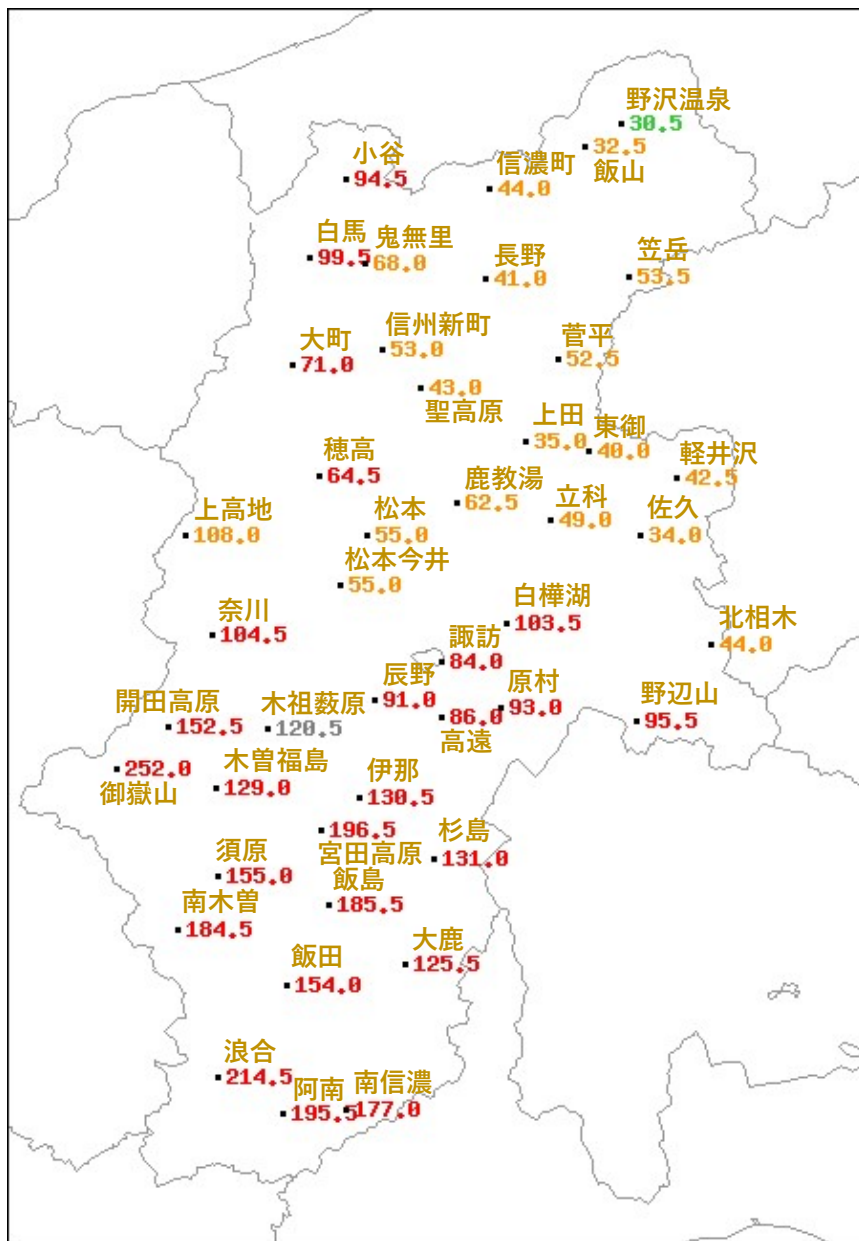 野沢温泉
30.5
32.5
飯山
小谷
94.5
信濃町
44.0
白馬
99.5
鬼無里
68.0
長野
41.0
笠岳
53.5
大町
71.0
信州新町
53.0
菅平
52.5
43.0
聖高原
上田
35.0
東御
40.0
穂高
64.5
鹿教湯
62.5
軽井沢
42.5
上高地
108.0
松本
55.0
立科
49.0
佐久
34.0
松本今井
55.0
奈川
104.5
白樺湖
103.5
北相木
44.0
諏訪
84.0
辰野
91.0
原村
93.0
86.0
高遠
野辺山
95.5
開田高原
152.5
木祖薮原
120.5
252.0
御嶽山
木曽福島
129.0
伊那
130.5
196.5
宮田高原
杉島
131.0
須原
155.0
飯島
185.5
南木曽
184.5
大鹿
125.5
飯田
154.0
浪合
214.5
阿南
195.5
南信濃
177.0